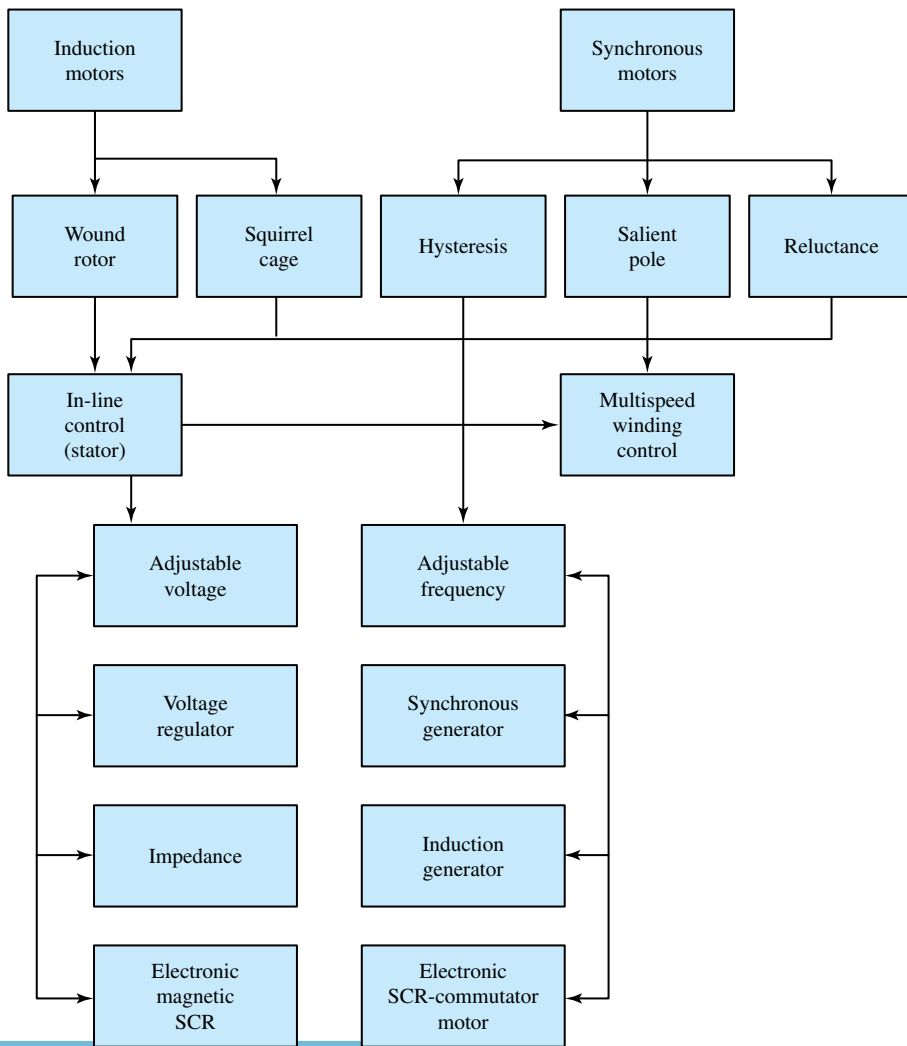 Induction
motors
Synchronous
motors
Wound
rotor
Squirrel
cage
Hysteresis
Salient
pole
Reluctance
In-line
control
(stator)
Multispeed
winding
control
Adjustable
voltage
Adjustable
frequency
Voltage
regulator
Synchronous
generator
Impedance
Induction
generator
Electronic
magnetic
SCR
Electronic
SCR-commutator
motor